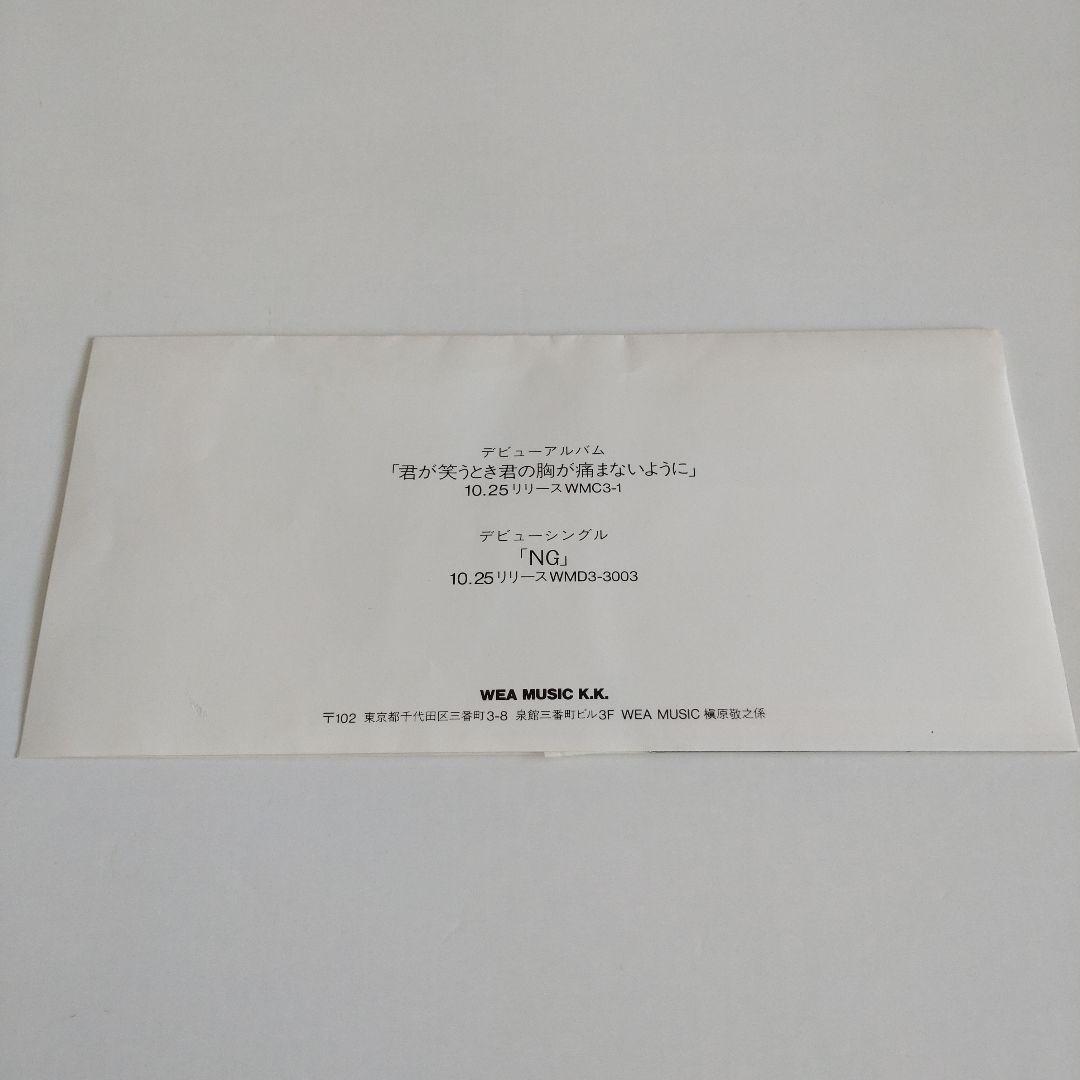 デビューアルバム
「君が笑うとき君の胸が痛まないように」
10.25リリースWMC3-1
デビューシングル
「NG」
10.25リリースWMD3-3003
WEA MUSIC K.K.
〒102 東京都千代田区三番町3-8 泉館三番町ビル3F WEA MUSIC 槇原敬之係